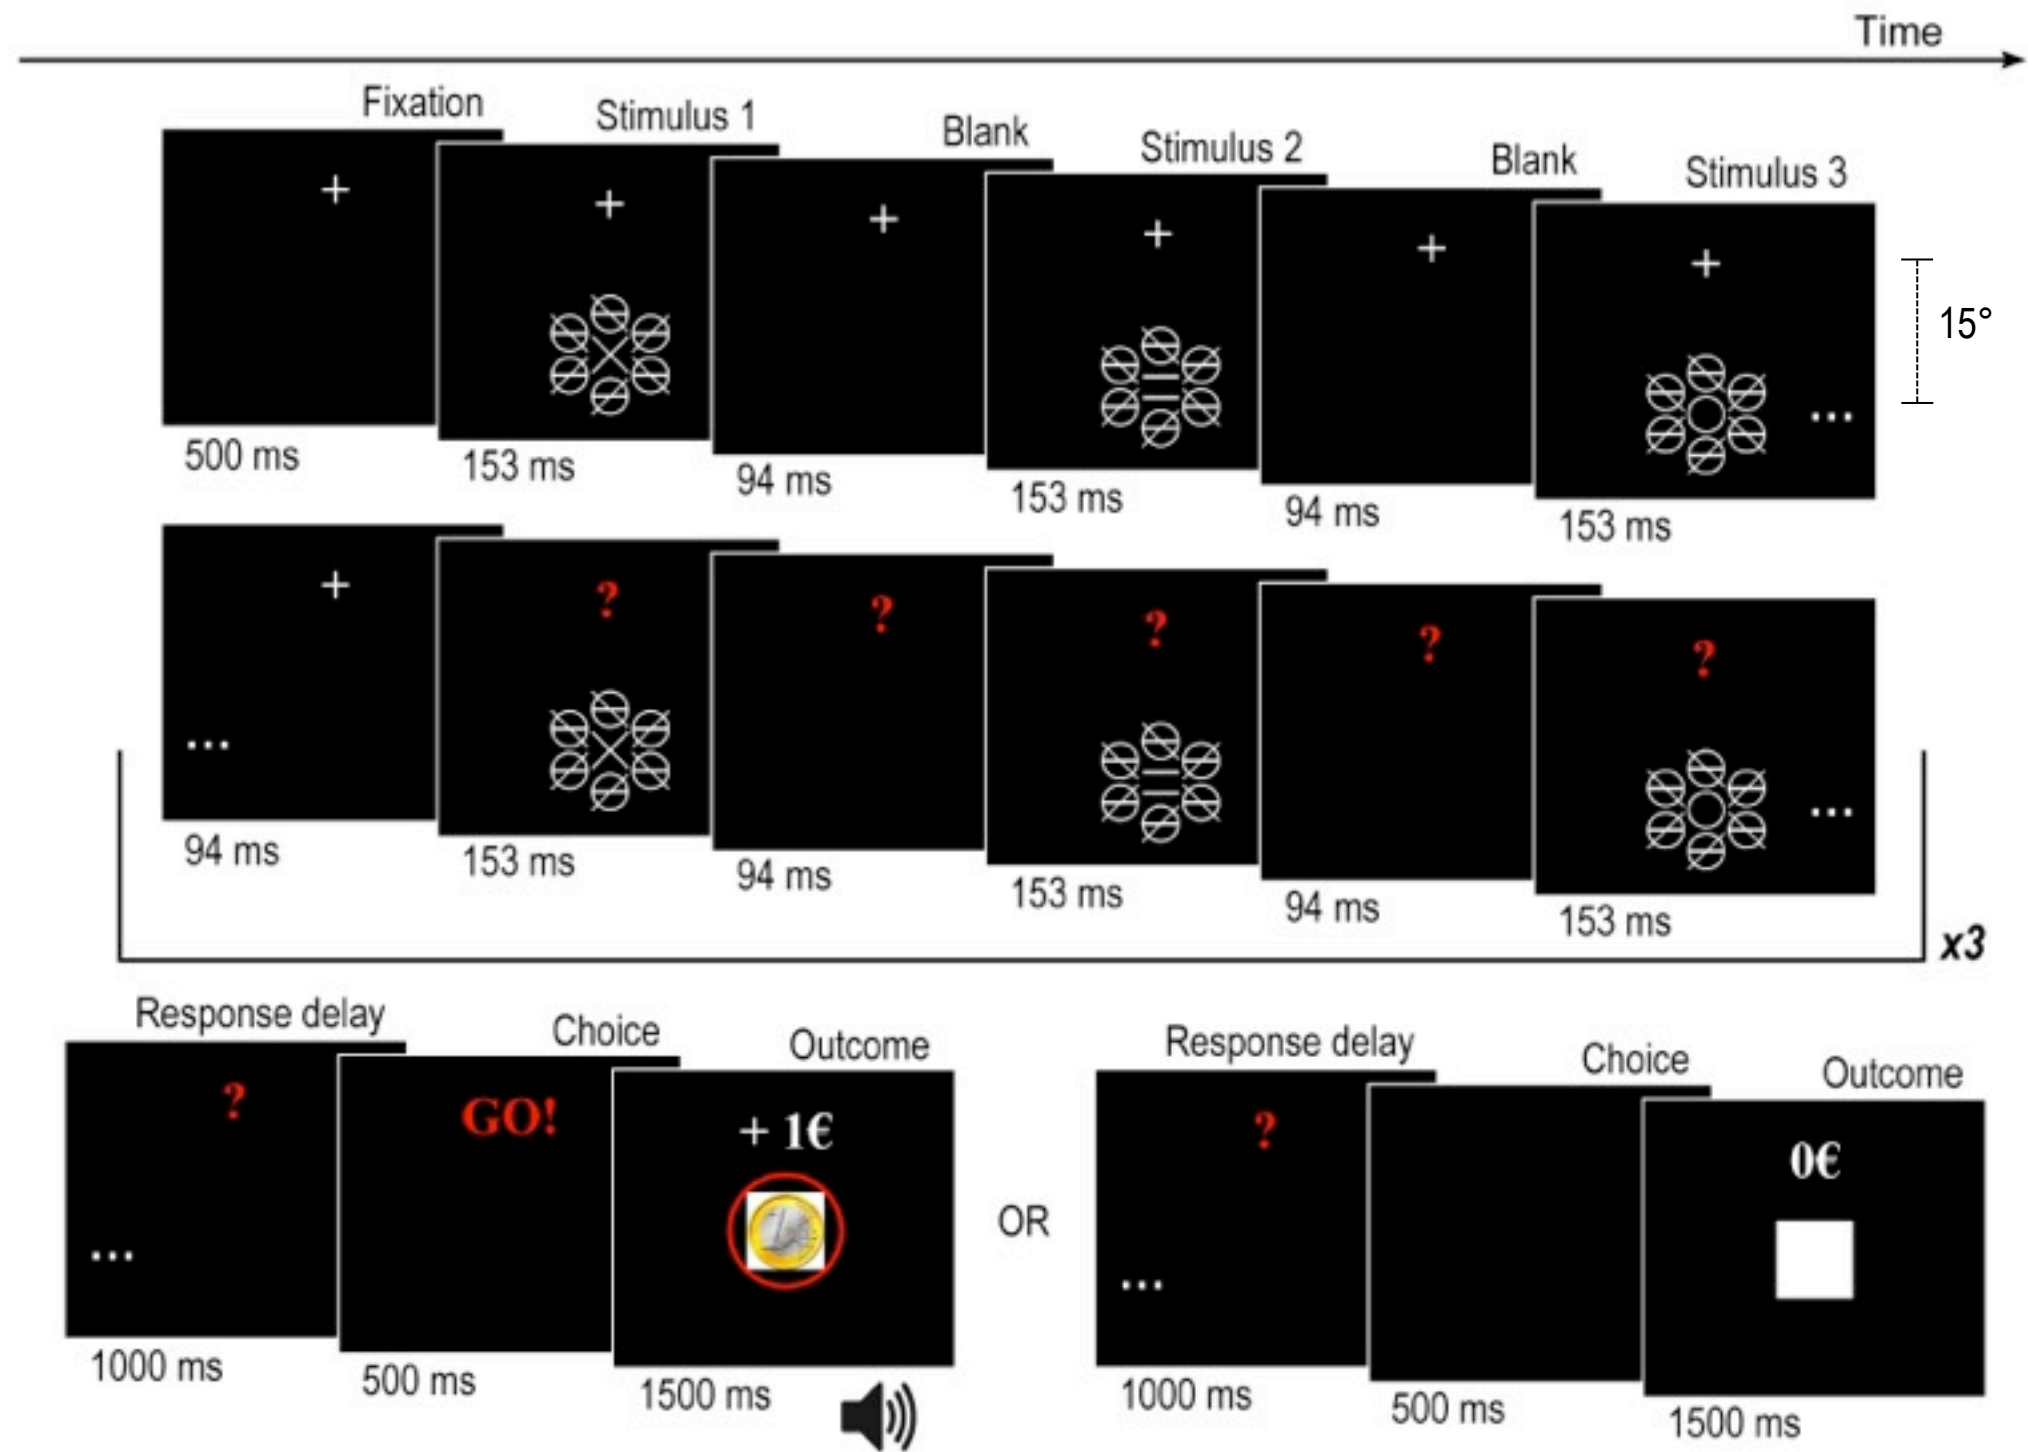 Time
Fixation
Stimulus 1
Blank
Stimulus 2
Blank
Stimulus 3
+
+
+
+
+
+
15°
...
500 ms
153 ms
94 ms
153 ms
94 ms
153 ms
+
?
?
?
?
?
...
...
94 ms
153 ms
94 ms
153 ms
94 ms
153 ms
x3
Response delay
Choice
Outcome
?
GO!
+ 1€
...
1000 ms
500 ms
1500 ms
OR
Response delay
Choice
Outcome
?
0€
...
1000 ms
500 ms
1500 ms